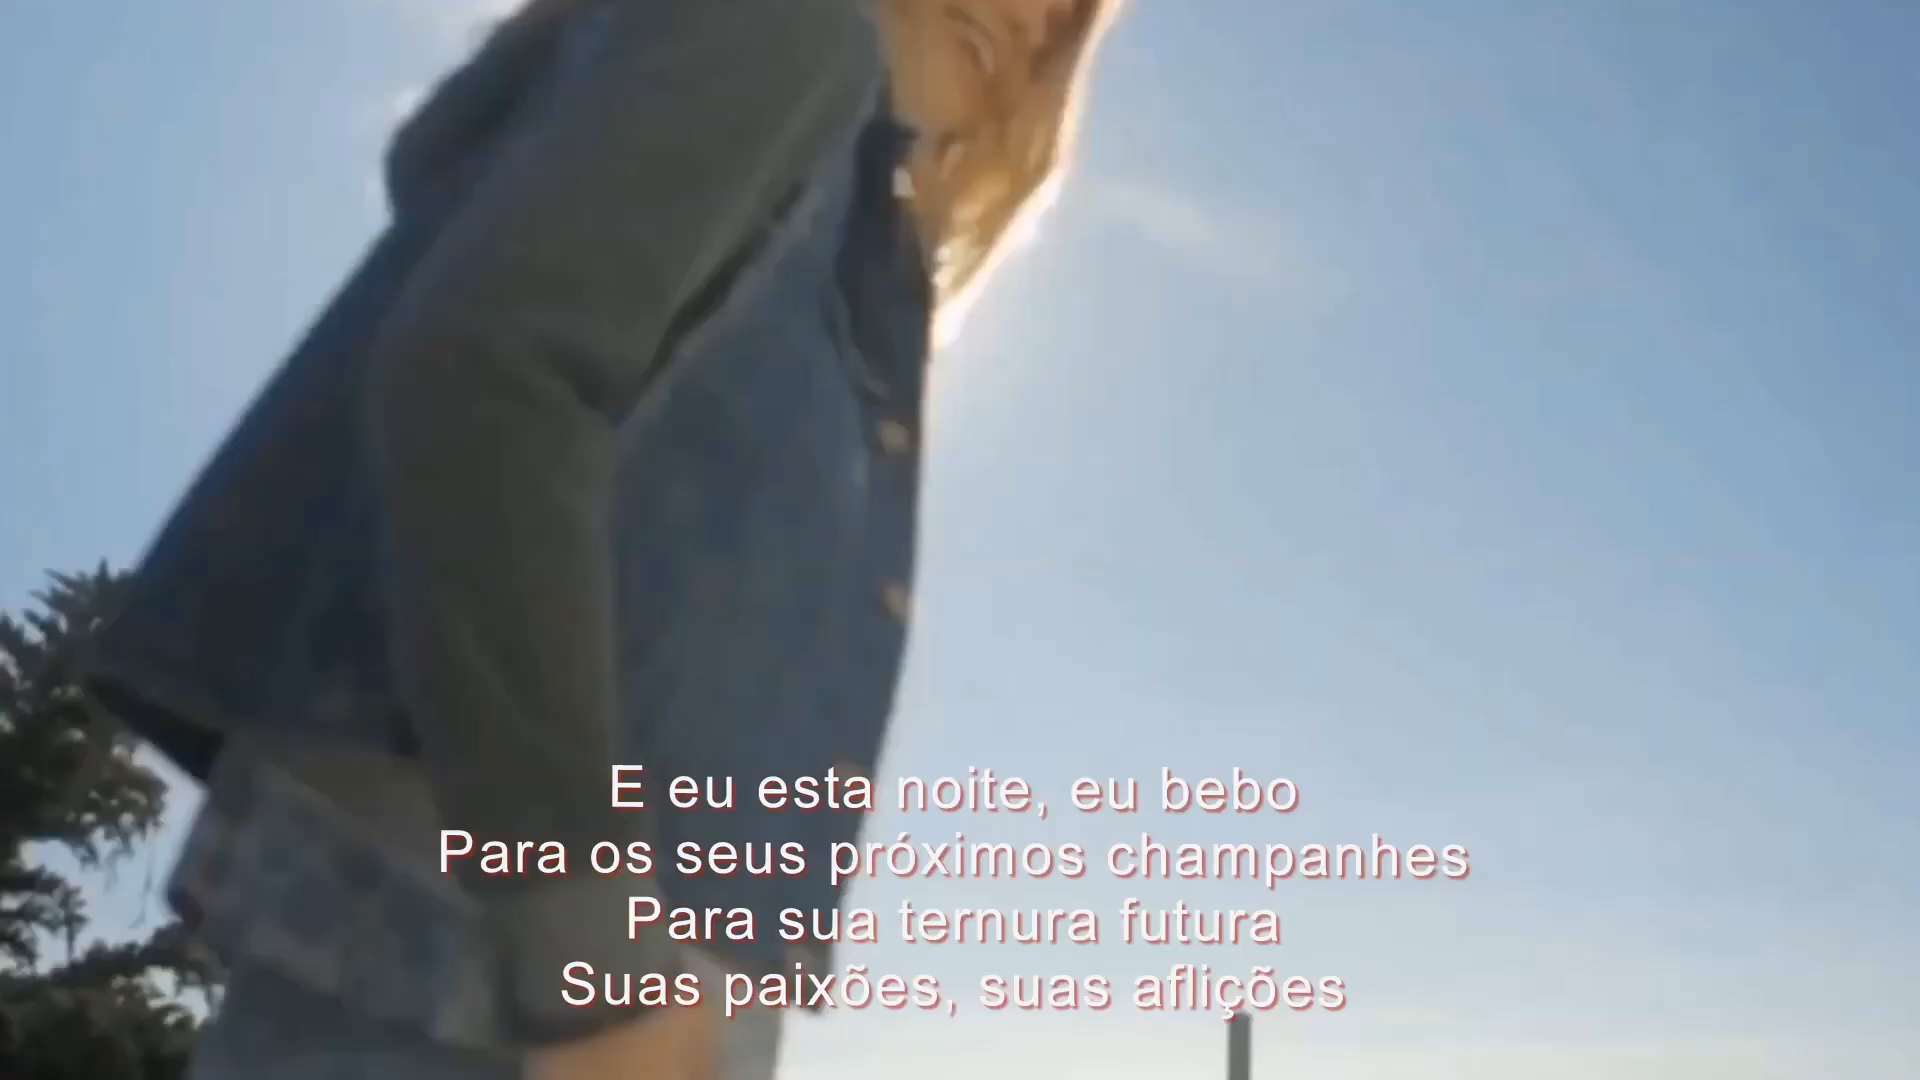 E eu esta noite, eu bebo
Para os seus próximos champanhes
Para sua ternura futura
Suas paixões, suas aflições